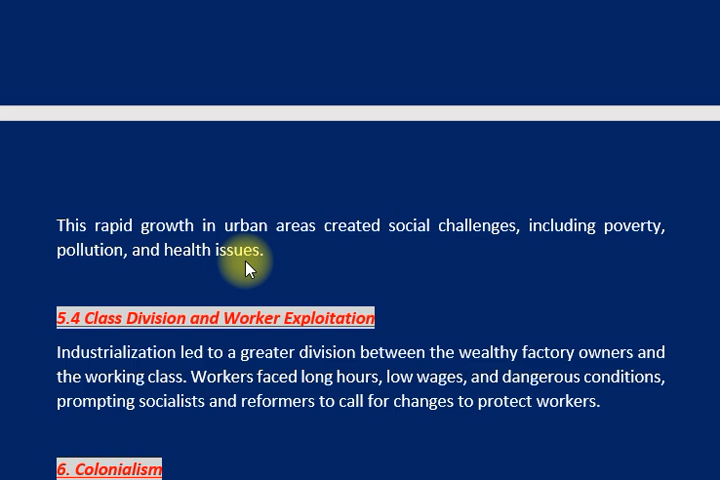 This rapid growth in urban areas created social challenges, including poverty,
pollution, and health issues.
5.4 Class Division and Worker Exploitation
Industrialization led to a greater division between the wealthy factory owners and
the working class. Workers faced long hours, low wages, and dangerous conditions,
prompting socialists and reformers to call for changes to protect workers.
6. Colonialism